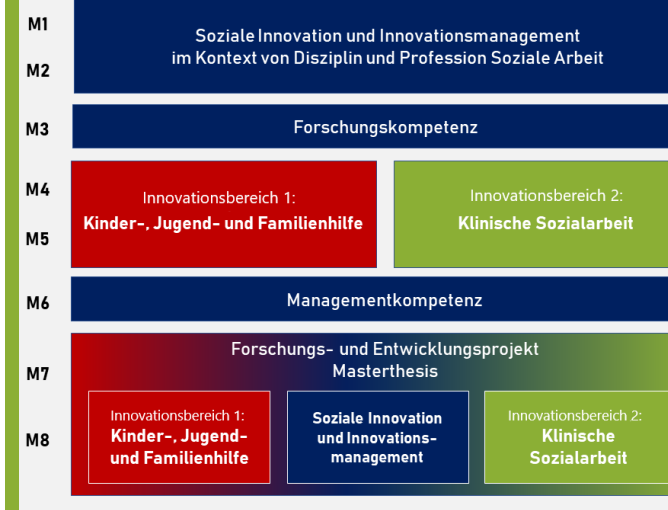 M1
Soziale Innovation und Innovationsmanagement
im Kontext von Disziplin und Profession Soziale Arbeit
M2
M3
Forschungskompetenz
M4
Innovationsbereich 1:
Kinder-, Jugend- und Familienhilfe
Innovationsbereich 2:
Klinische Sozialarbeit
M5
M6
Managementkompetenz
Forschungs- und Entwicklungsprojekt
Masterthesis
M7
M8
Innovationsbereich 1:
Kinder-, Jugend-
und Familienhilfe
Soziale Innovation
und Innovations-
management
Innovationsbereich 2:
Klinische
Sozialarbeit